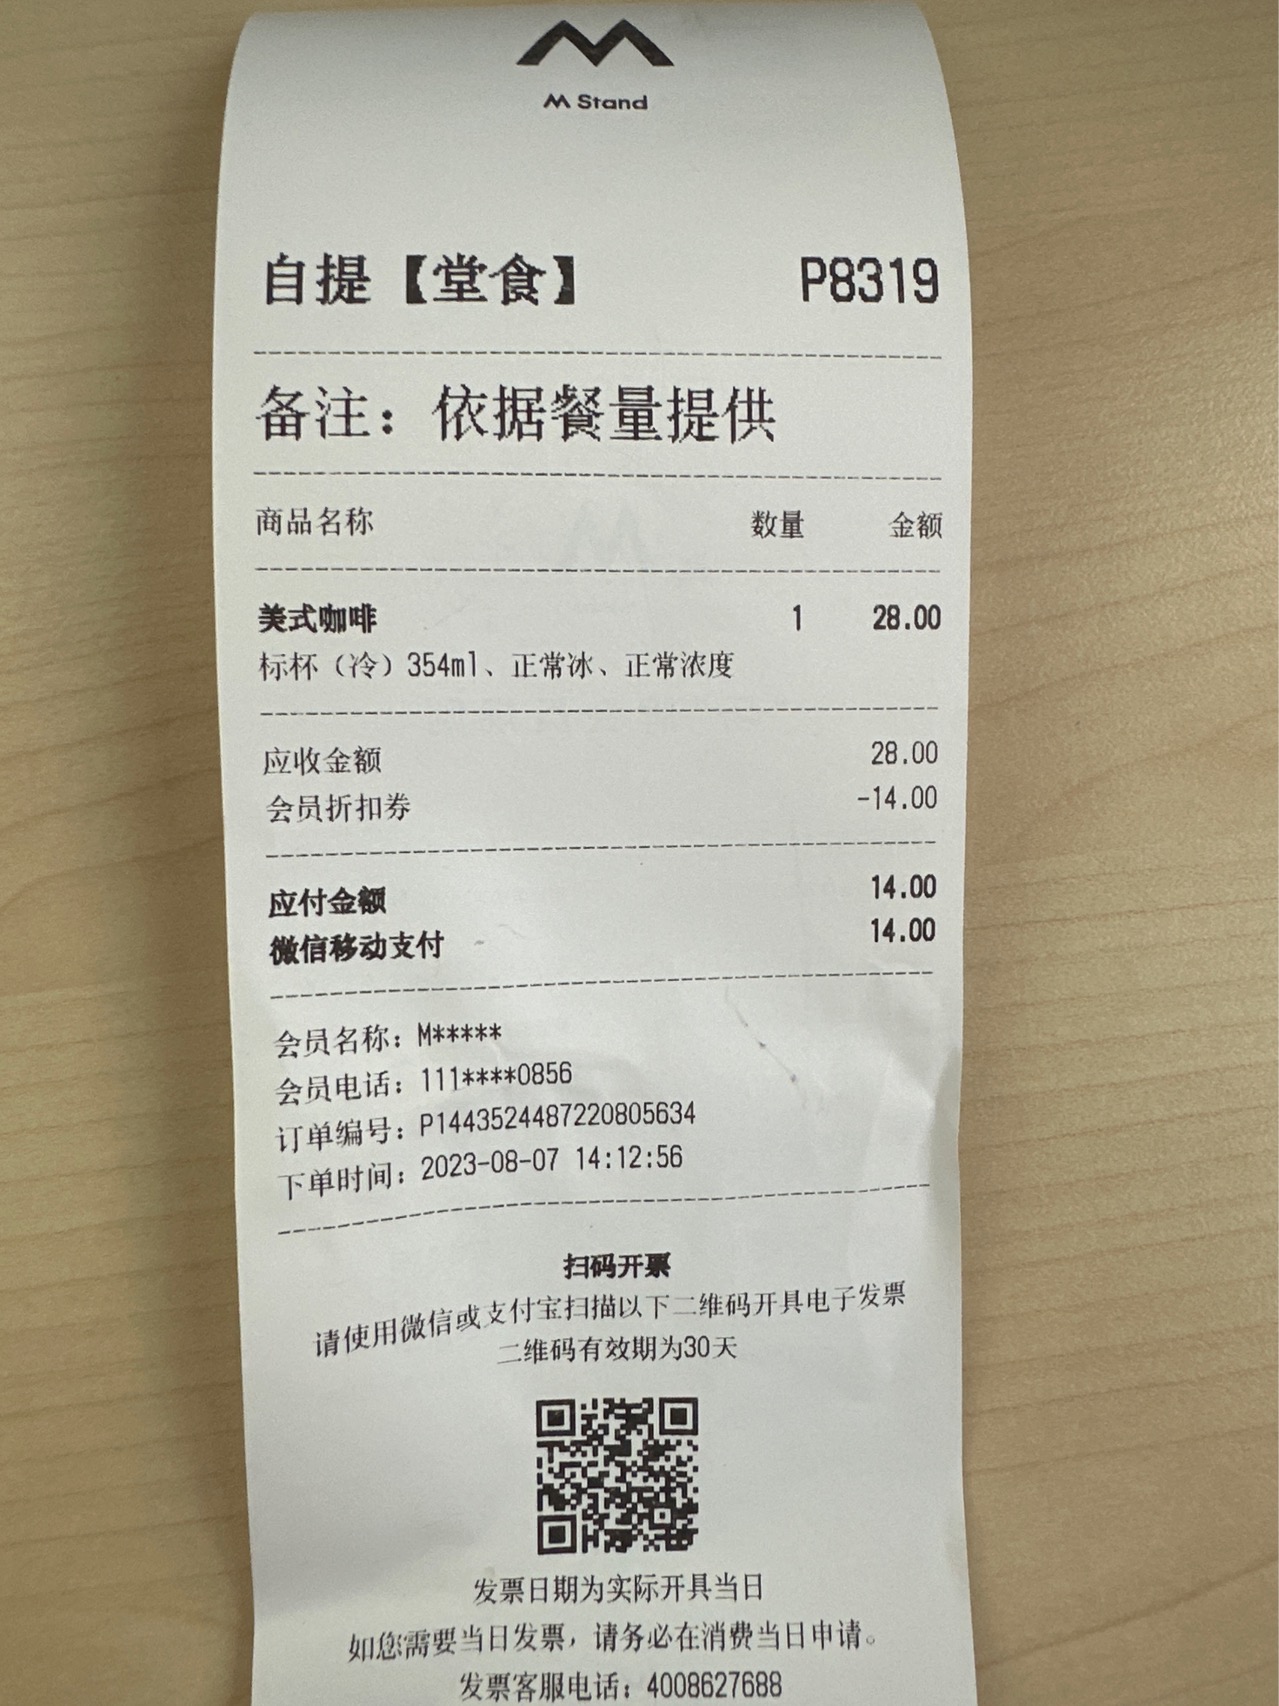 M Stand
自提【堂食】 P8319
备注：依据餐量提供
商品名称 数量 金额
美式咖啡 1 28.00
标杯（冷）354ml、正常冰、正常浓度
应收金额 28.00
会员折扣券 -14.00
应付金额 14.00
微信移动支付 14.00
会员名称：M*****
会员电话：111****0856
订单编号：P1443524487220805634
下单时间：2023-08-07 14:12:56
扫码开票
请使用微信或支付宝扫描以下二维码开具电子发票
二维码有效期为30天
发票日期为实际开具当日
如您需要当日发票，请务必在消费当日申请。
发票客服电话：4008627688